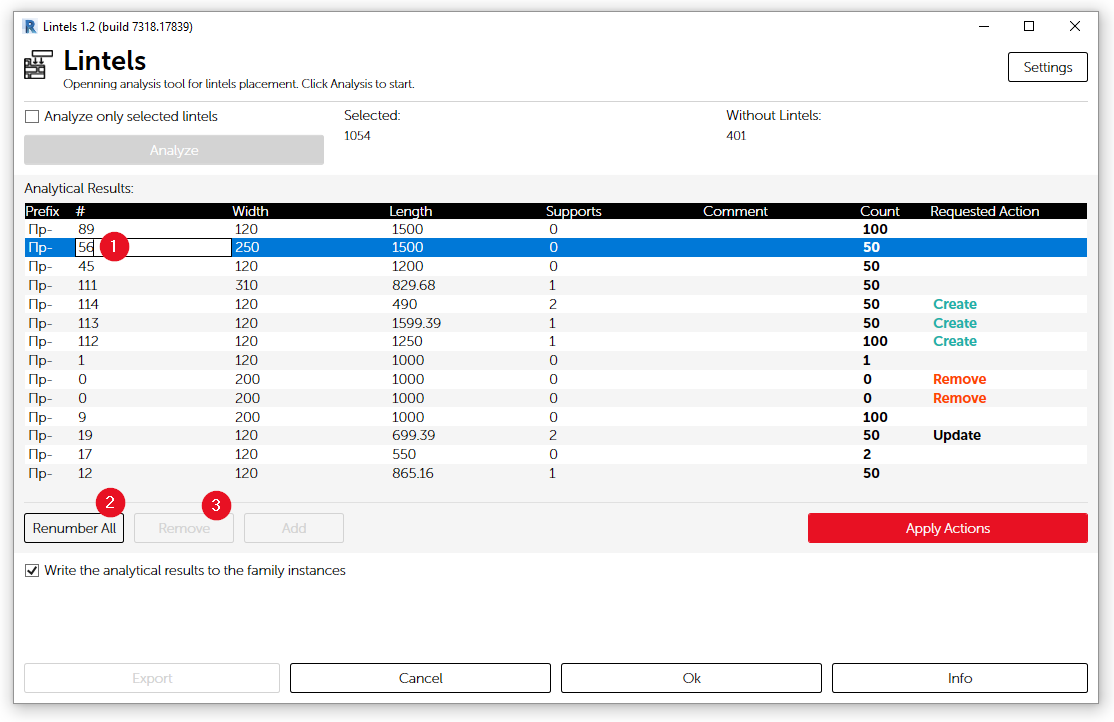 Lintels 1.2 (build 7318.17839)
Lintels
Openning analysis tool for lintels placement. Click Analysis to start.
Settings
Analyze only selected lintels
Selected:
Without Lintels:
1054
401
Analyze
Analytical Results:
Prefix # Width Length Supports Comment Count Requested Action
Пр- 89 120 1500 0 100
Пр- 56 1 250 1500 0 50
Пр- 45 120 1200 0 50
Пр- 111 310 829.68 1 50
Пр- 114 120 490 2 50 Create
Пр- 113 120 1599.39 1 50 Create
Пр- 112 120 1250 1 100 Create
Пр- 1 120 1000 0 1
Пр- 0 200 1000 0 0 Remove
Пр- 0 200 1000 0 0 Remove
Пр- 9 200 1000 0 100
Пр- 19 120 699.39 2 50 Update
Пр- 17 120 550 0 2
Пр- 12 120 865.16 1 50
2 3
Renumber All Remove Add Apply Actions
Write the analytical results to the family instances
Export Cancel Ok Info